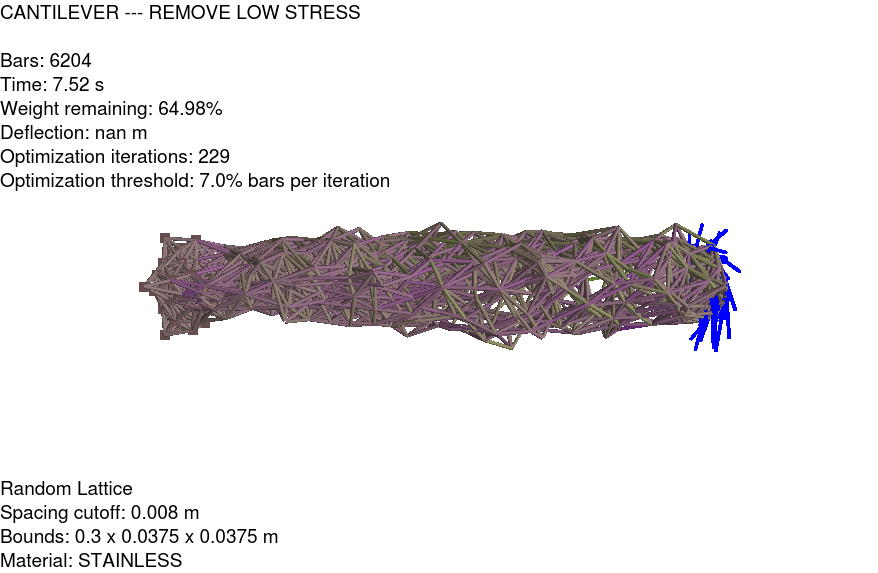 CANTILEVER --- REMOVE LOW STRESS
Bars: 6204
Time: 7.52 s
Weight remaining: 64.98%
Deflection: nan m
Optimization iterations: 229
Optimization threshold: 7.0% bars per iteration
Random Lattice
Spacing cutoff: 0.008 m
Bounds: 0.3 x 0.0375 x 0.0375 m
Material: STAINLESS